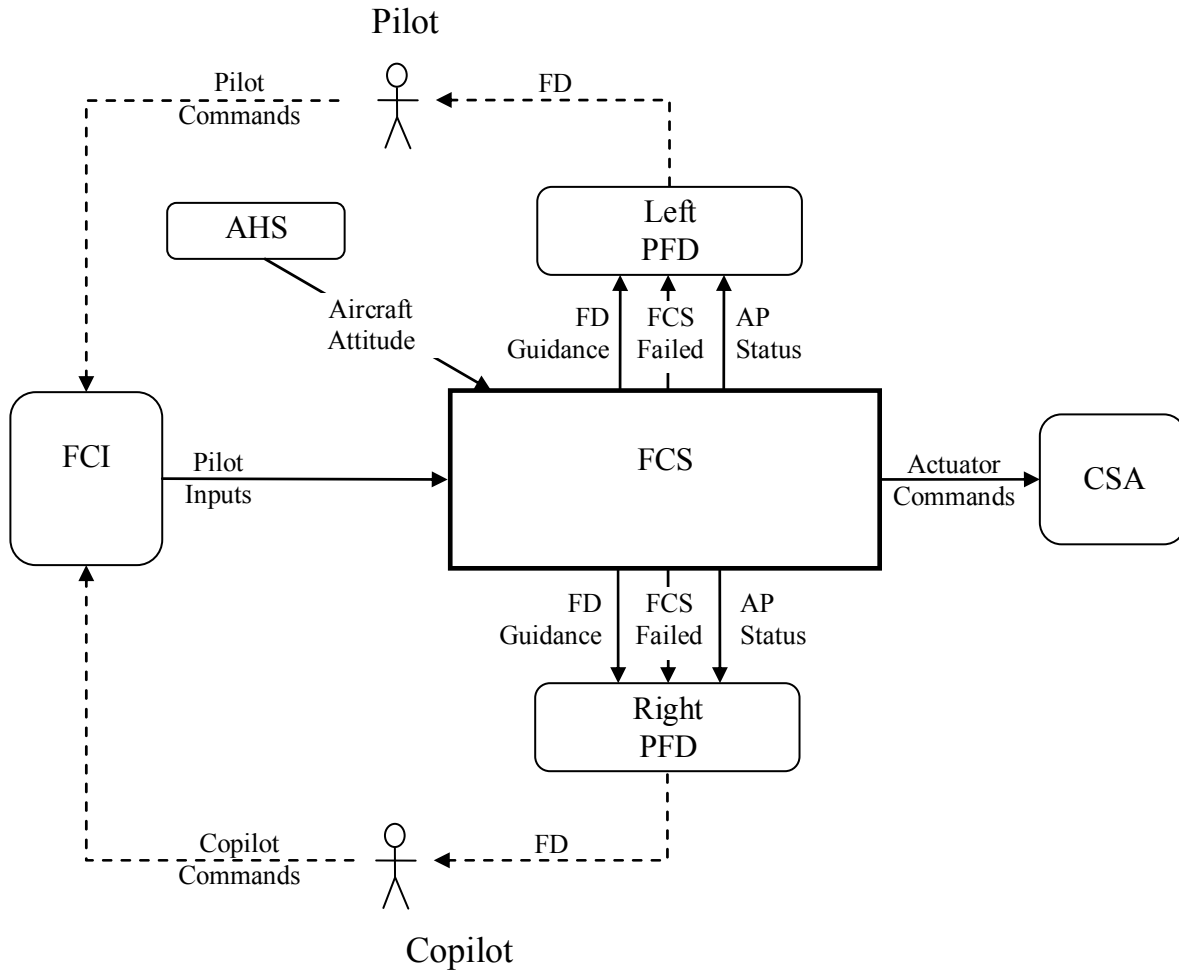 Pilot
Pilot
Commands
FD
AHS
Left
PFD
Aircraft
Attitude
FD
Guidance
FCS
Failed
AP
Status
FCI
Pilot
Inputs
FCS
Actuator
Commands
CSA
FD
Guidance
FCS
Failed
AP
Status
Right
PFD
Copilot
Commands
FD
Copilot